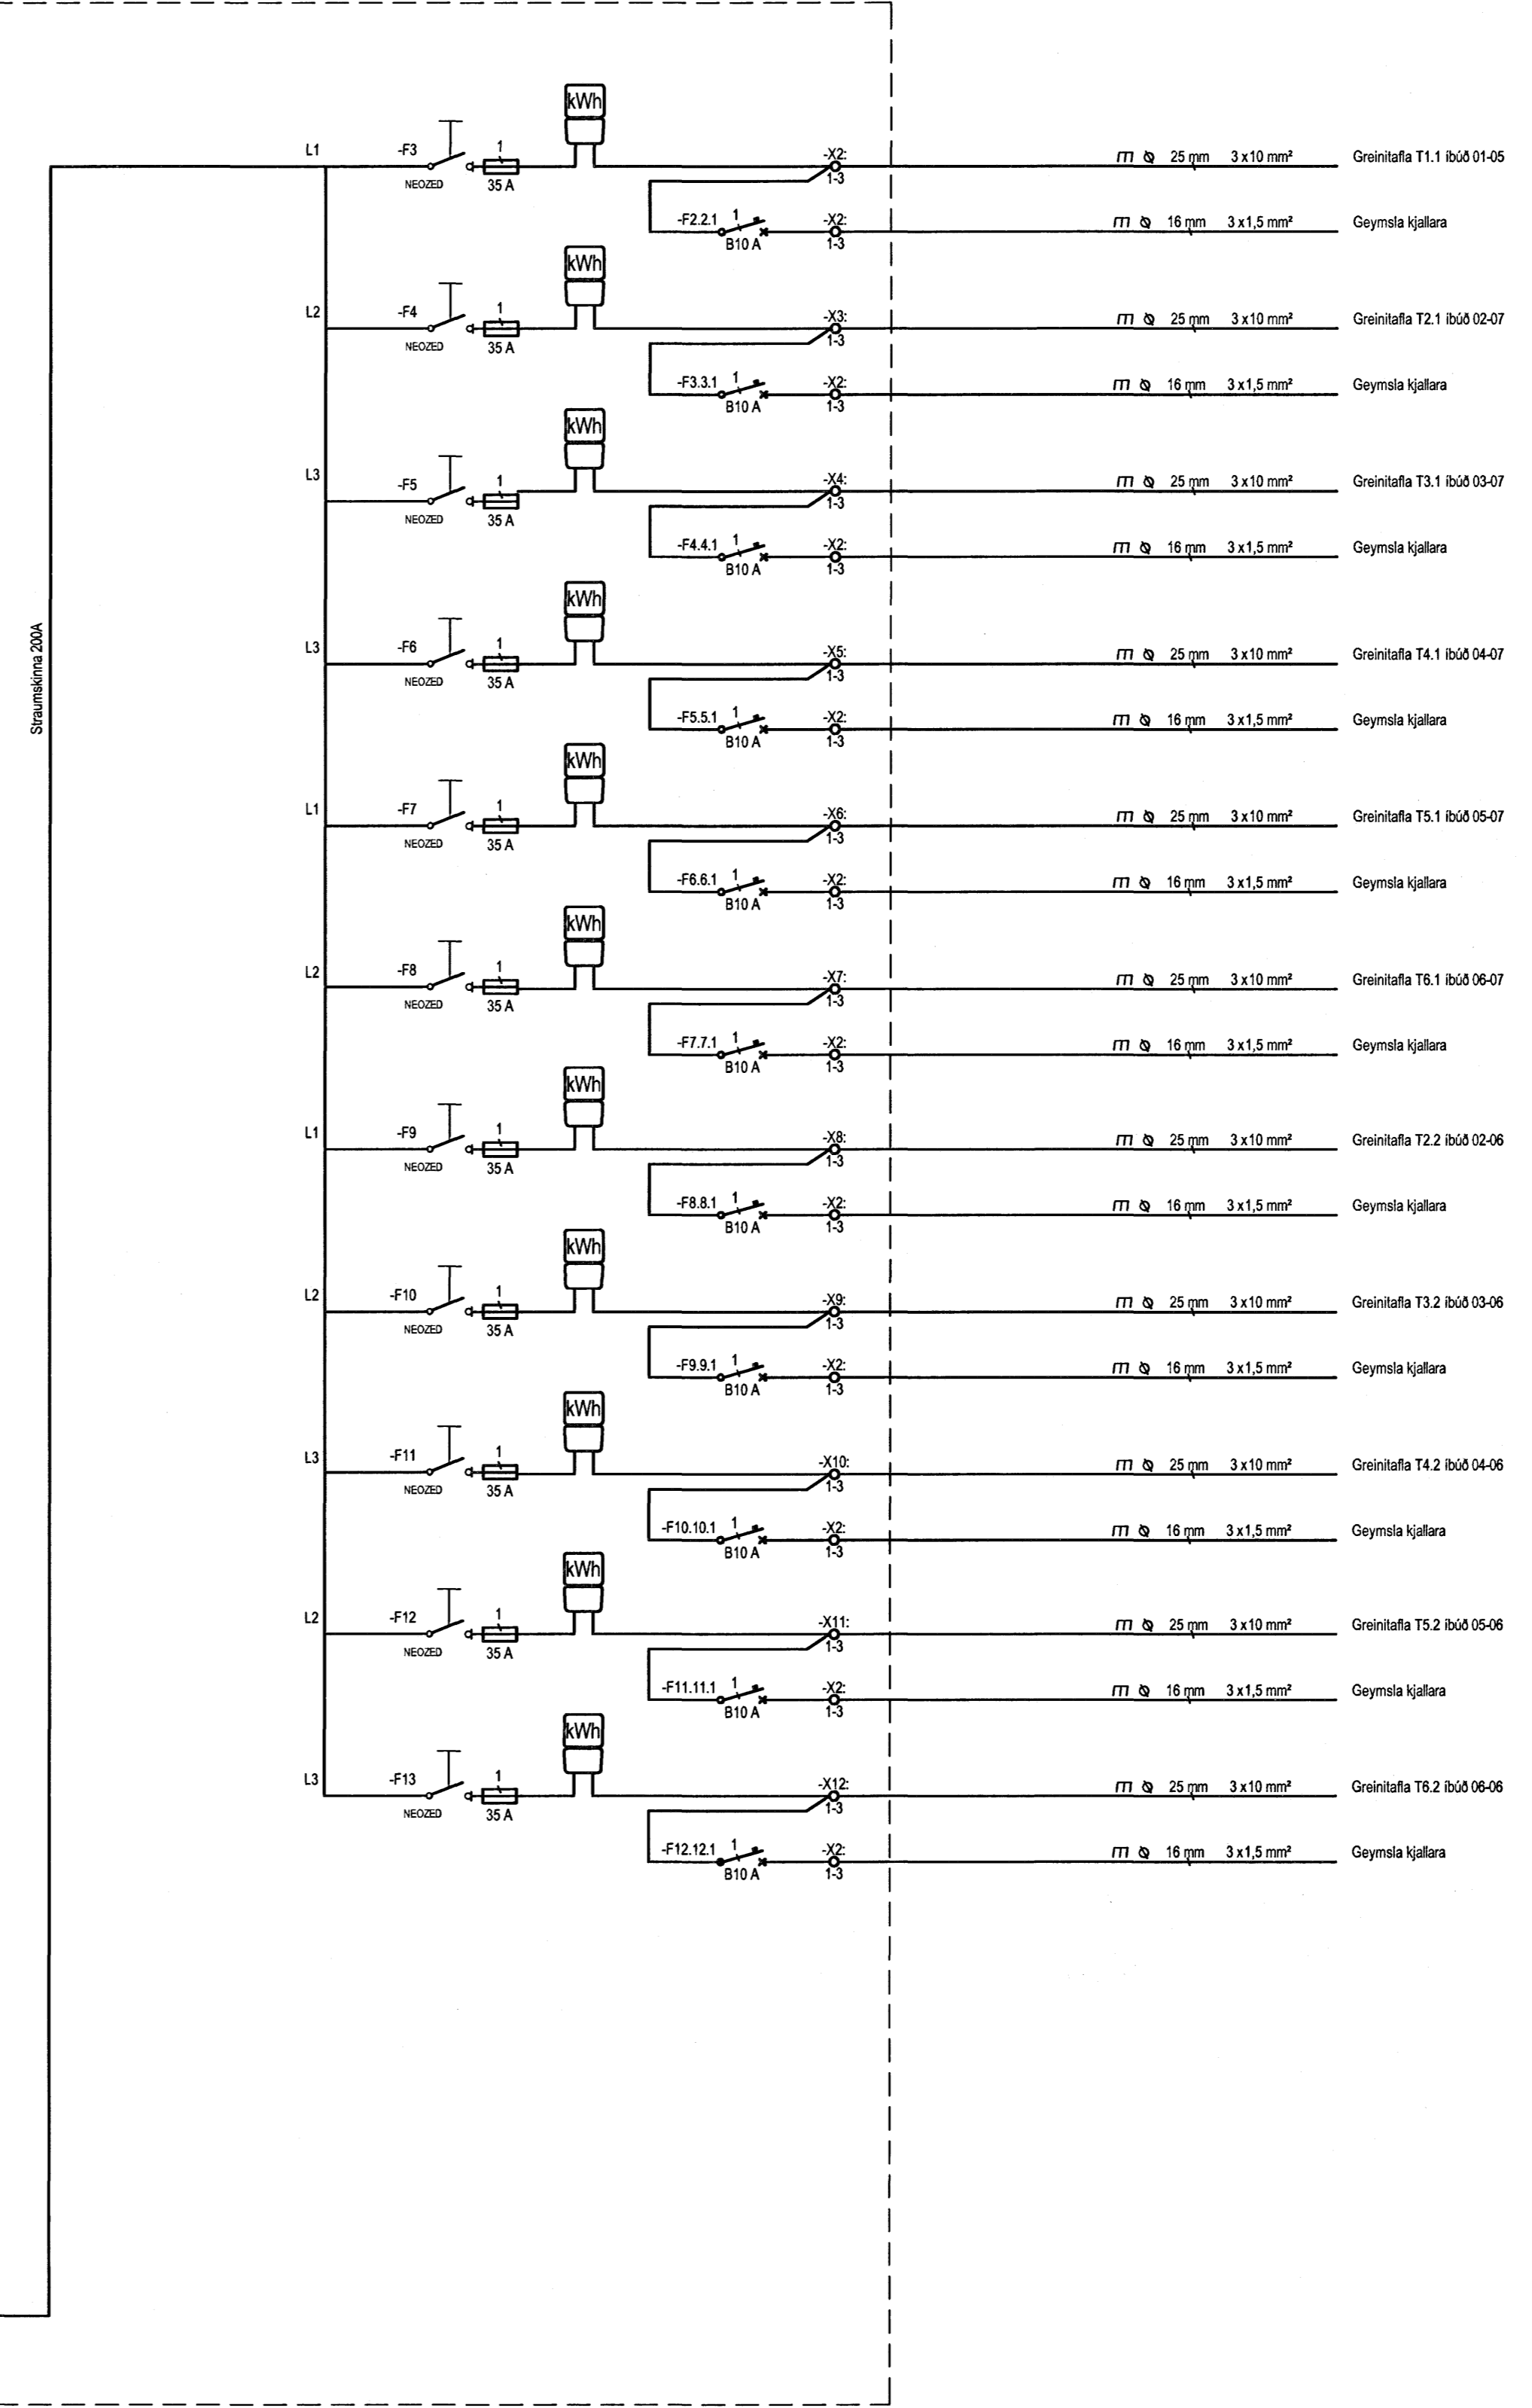 kWh
L1 -F3 1 -X2: 25 mm 3 x 10 mm² Greinitafla T1.1 íbúð 01-05
NEOZED 35 A 1-3
-F2.2.1 1 -X2: 16 mm 3 x 1,5 mm² Geymsla kjallara
B10 A 1-3
kWh
L2 -F4 1 -X3: 25 mm 3 x 10 mm² Greinitafla T2.1 íbúð 02-07
NEOZED 35 A 1-3
-F3.3.1 1 -X2: 16 mm 3 x 1,5 mm² Geymsla kjallara
B10 A 1-3
kWh
L3 -F5 1 -X4: 25 mm 3 x 10 mm² Greinitafla T3.1 íbúð 03-07
NEOZED 35 A 1-3
-F4.4.1 1 -X2: 16 mm 3 x 1,5 mm² Geymsla kjallara
B10 A 1-3
kWh
Straumskinna 200A
L3 -F6 1 -X5: 25 mm 3 x 10 mm² Greinitafla T4.1 íbúð 04-07
NEOZED 35 A 1-3
-F5.5.1 1 -X2: 16 mm 3 x 1,5 mm² Geymsla kjallara
B10 A 1-3
kWh
L1 -F7 1 -X6: 25 mm 3 x 10 mm² Greinitafla T5.1 íbúð 05-07
NEOZED 35 A 1-3
-F6.6.1 1 -X2: 16 mm 3 x 1,5 mm² Geymsla kjallara
B10 A 1-3
kWh
L2 -F8 1 -X7: 25 mm 3 x 10 mm² Greinitafla T6.1 íbúð 06-07
NEOZED 35 A 1-3
-F7.7.1 1 -X2: 16 mm 3 x 1,5 mm² Geymsla kjallara
B10 A 1-3
kWh
L1 -F9 1 -X8: 25 mm 3 x 10 mm² Greinitafla T2.2 íbúð 02-06
NEOZED 35 A 1-3
-F8.8.1 1 -X2: 16 mm 3 x 1,5 mm² Geymsla kjallara
B10 A 1-3
kWh
L2 -F10 1 -X9: 25 mm 3 x 10 mm² Greinitafla T3.2 íbúð 03-06
NEOZED 35 A 1-3
-F9.9.1 1 -X2: 16 mm 3 x 1,5 mm² Geymsla kjallara
B10 A 1-3
kWh
L3 -F11 1 -X10: 25 mm 3 x 10 mm² Greinitafla T4.2 íbúð 04-06
NEOZED 35 A 1-3
-F10.10.1 1 -X2: 16 mm 3 x 1,5 mm² Geymsla kjallara
B10 A 1-3
kWh
L2 -F12 1 -X11: 25 mm 3 x 10 mm² Greinitafla T5.2 íbúð 05-06
NEOZED 35 A 1-3
-F11.11.1 1 -X2: 16 mm 3 x 1,5 mm² Geymsla kjallara
B10 A 1-3
kWh
L3 -F13 1 -X12: 25 mm 3 x 10 mm² Greinitafla T6.2 íbúð 06-06
NEOZED 35 A 1-3
-F12.12.1 1 -X2: 16 mm 3 x 1,5 mm² Geymsla kjallara
B10 A 1-3